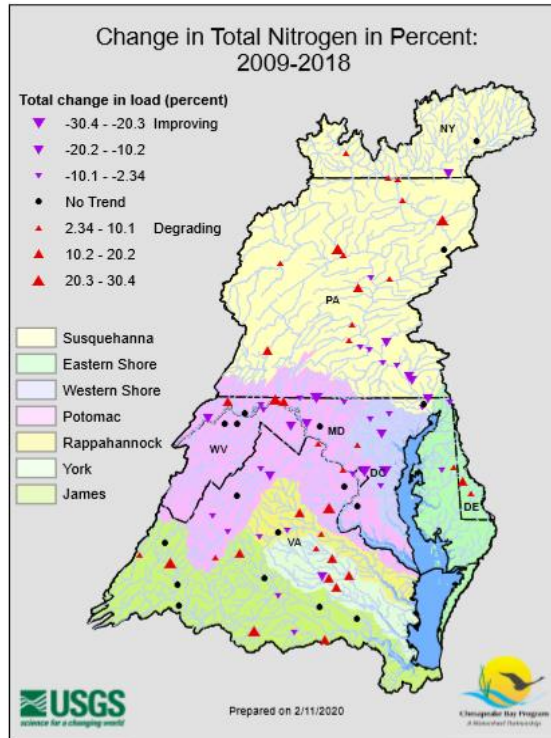 Change in Total Nitrogen in Percent:
2009-2018
Total change in load (percent)
-30.4 - -20.3 Improving
-20.2 - -10.2
-10.1 - -2.34
No Trend
2.34 - 10.1 Degrading
10.2 - 20.2
20.3 - 30.4
NY
PA
Susquehanna
Eastern Shore
Western Shore
Potomac
Rappahannock
York
James
MD
WV
DC
DE
VA
USGS
science for a changing world
Prepared on 2/11/2020
Chesapeake Bay Program
A Watershed Partnership